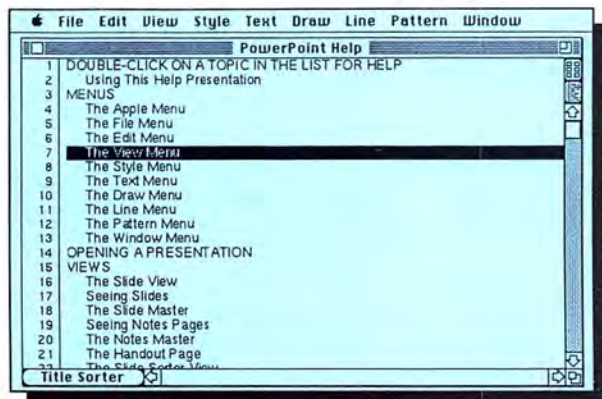 File Edit View Style Text Draw Line Pattern Window
PowerPoint Help
1 DOUBLE-CLICK ON A TOPIC IN THE LIST FOR HELP
2 Using This Help Presentation
3 MENUS
4 The Apple Menu
5 The File Menu
6 The Edit Menu
7 The View Menu
8 The Style Menu
9 The Text Menu
10 The Draw Menu
11 The Line Menu
12 The Pattern Menu
13 The Window Menu
14 OPENING A PRESENTATION
15 VIEWS
16 The Slide View
17 Seeing Slides
18 The Slide Master
19 Seeing Notes Pages
20 The Notes Master
21 The Handout Page
22 The Slide Sorter View
Title Sorter